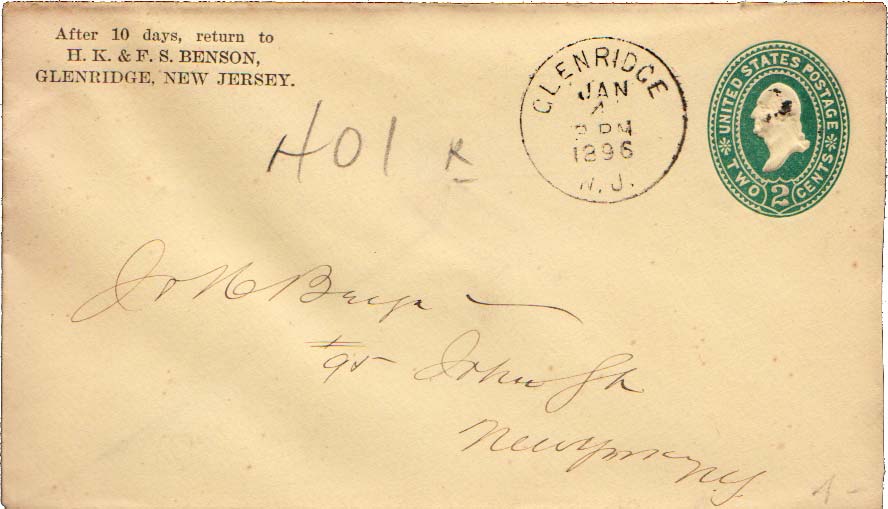 After 10 days, return to
H. K. & F. S. BENSON,
GLENRIDGE, NEW JERSEY.
401
GLENRIDGE
JAN
PM
1896
N. J.
UNITED STATES POSTAGE
TWO 2 CENTS
#95 John St
New York NY